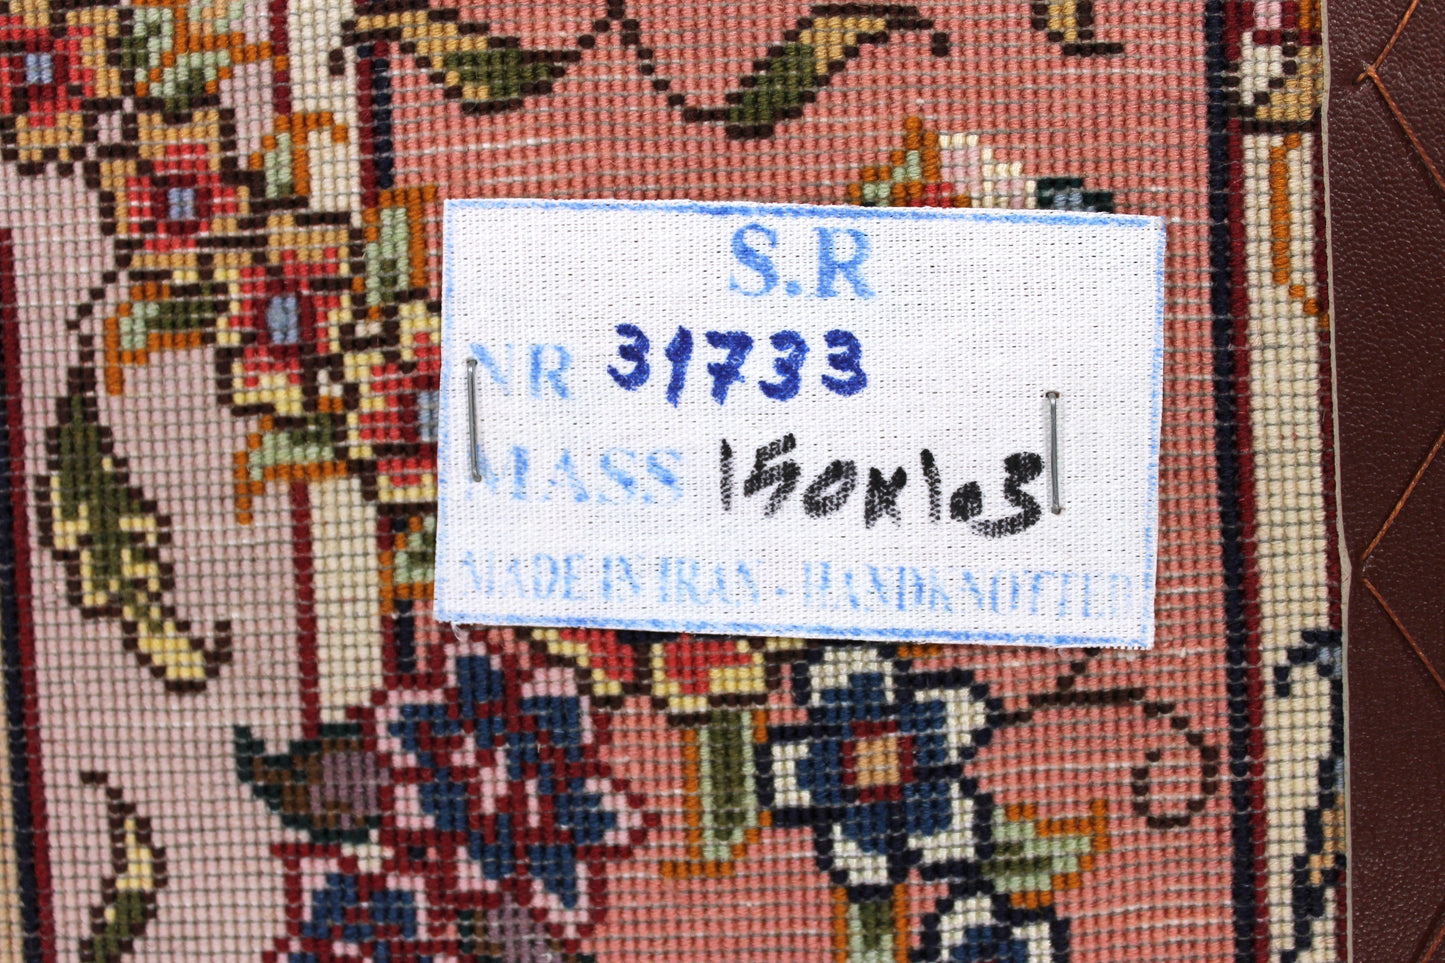 S.R
NR 31733
MASS 150x103
MADE IN IRAN - HANDKNOTTED